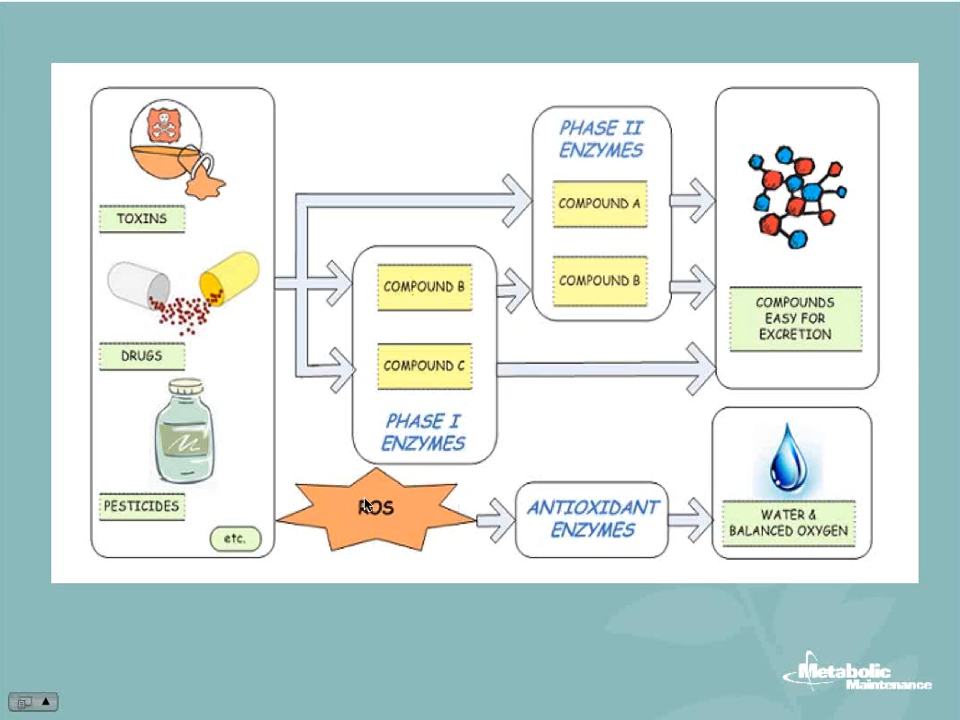 TOXINS
DRUGS
PESTICIDES
etc.
COMPOUND B
COMPOUND C
PHASE I
ENZYMES
PHASE II
ENZYMES
COMPOUND A
COMPOUND B
COMPOUNDS
EASY FOR
EXCRETION
ROS
ANTIOXIDANT
ENZYMES
WATER &
BALANCED OXYGEN
Metabolic
Maintenance